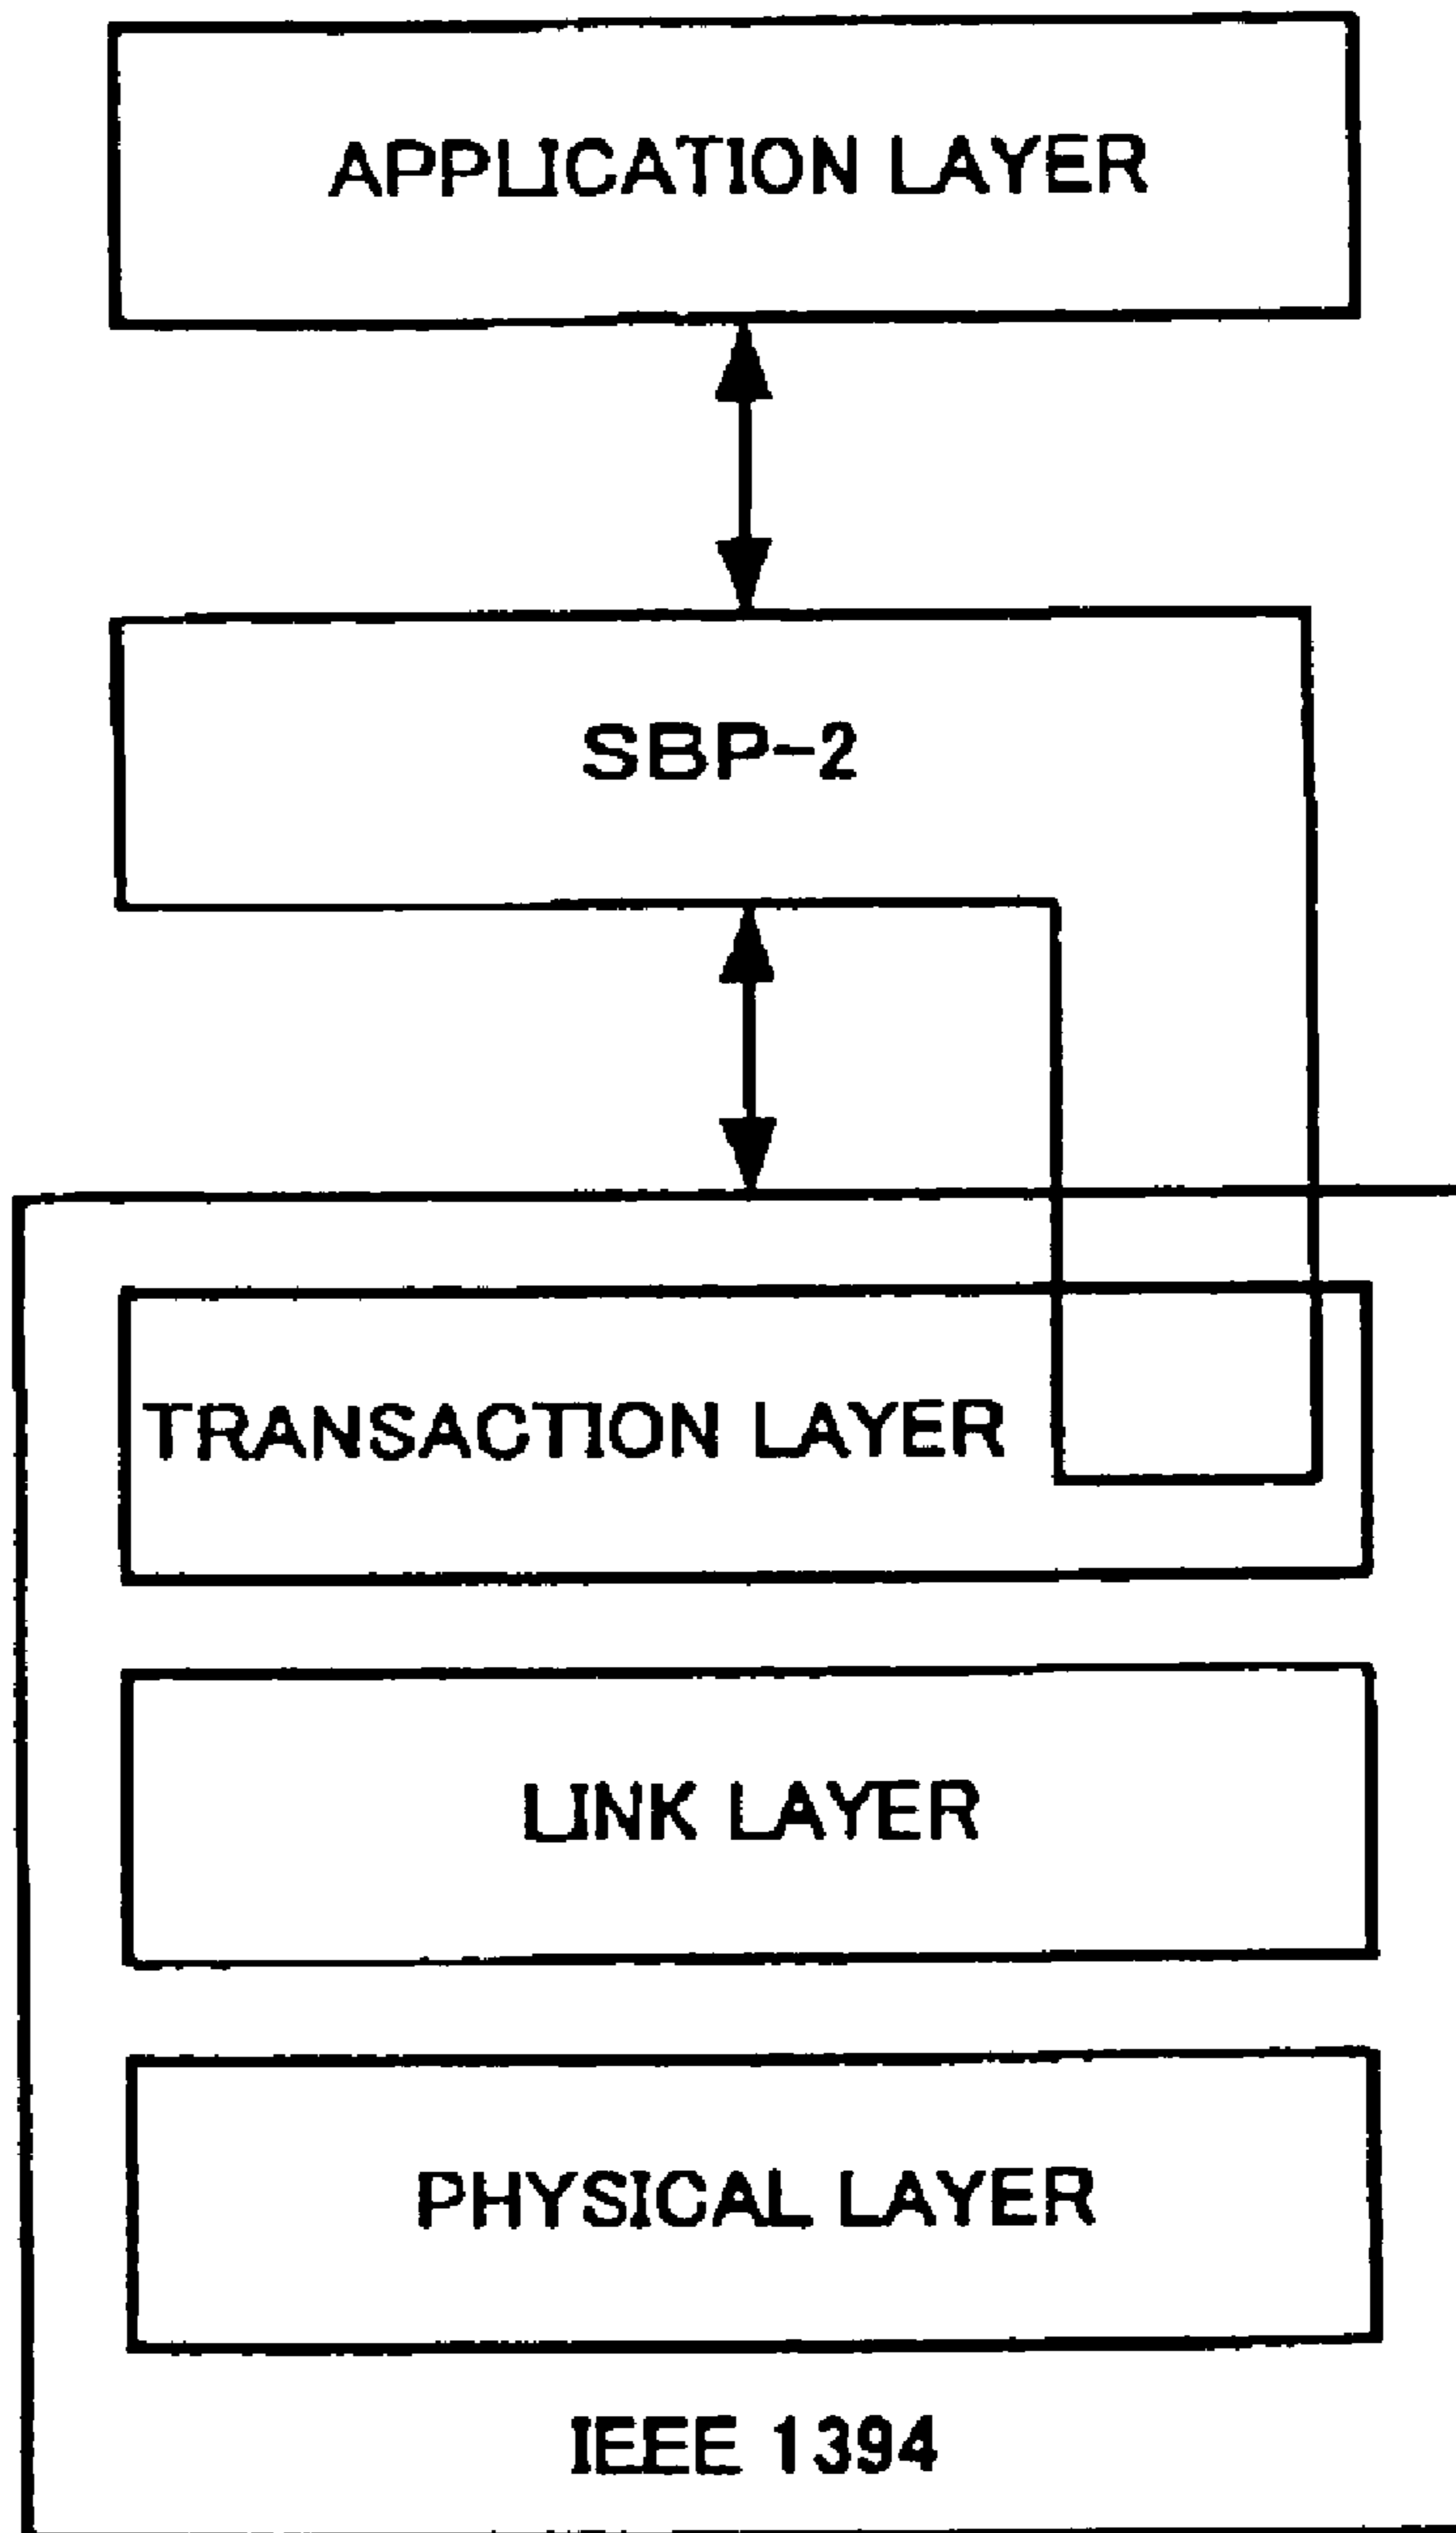 APPLICATION LAYER
SBP-2
TRANSACTION LAYER
LINK LAYER
PHYSICAL LAYER
IEEE 1394